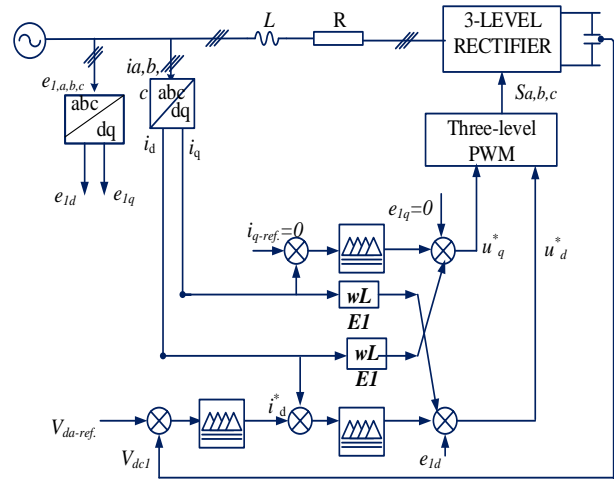 L
R
3-LEVEL
RECTIFIER
ia,b,
c
e1,a,b,c
abc
dq
abc
dq
Sa,b,c
Three-level
PWM
id
iq
e1d
e1q
e1q=0
iq-ref.=0
u*q
u*d
wL
E1
wL
E1
i*d
Vda-ref.
Vdc1
e1d